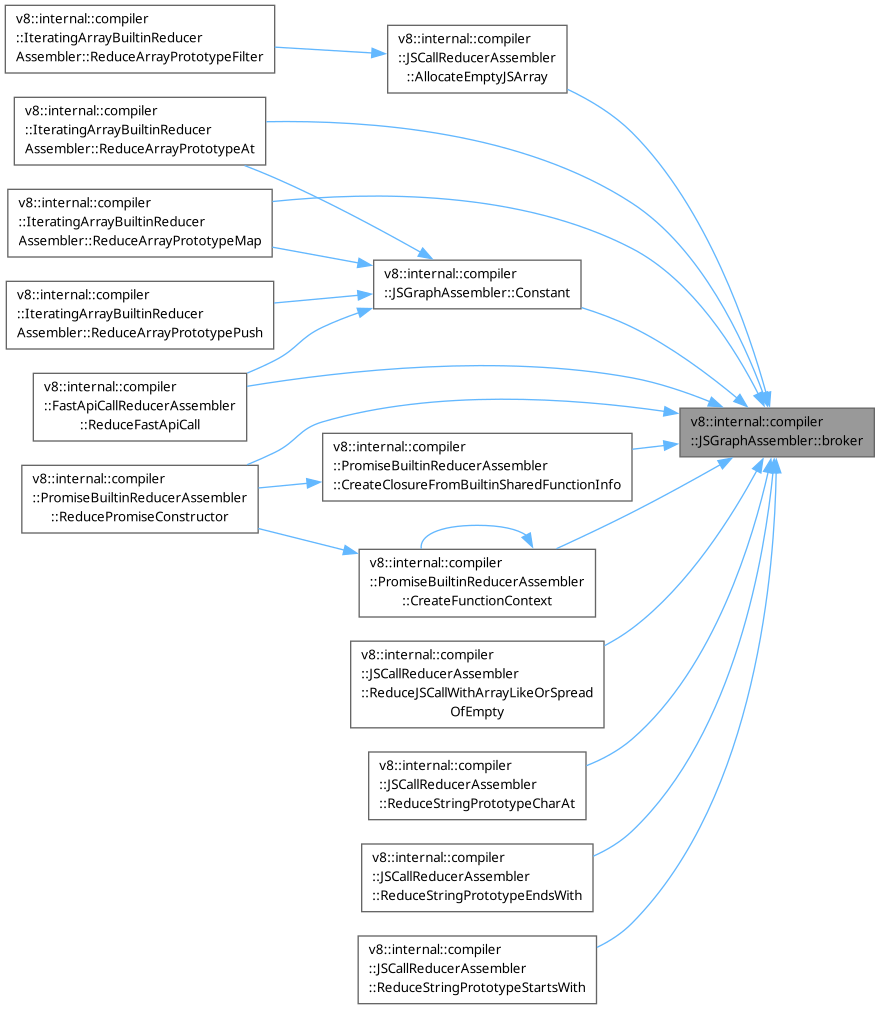 v8::internal::compiler
::IteratingArrayBuiltinReducer
Assembler::ReduceArrayPrototypeFilter
v8::internal::compiler
::JSCallReducerAssembler
::AllocateEmptyJSArray
v8::internal::compiler
::IteratingArrayBuiltinReducer
Assembler::ReduceArrayPrototypeAt
v8::internal::compiler
::IteratingArrayBuiltinReducer
Assembler::ReduceArrayPrototypeMap
v8::internal::compiler
::JSGraphAssembler::Constant
v8::internal::compiler
::IteratingArrayBuiltinReducer
Assembler::ReduceArrayPrototypePush
v8::internal::compiler
::FastApiCallReducerAssembler
::ReduceFastApiCall
v8::internal::compiler
::JSGraphAssembler::broker
v8::internal::compiler
::PromiseBuiltinReducerAssembler
::CreateClosureFromBuiltinSharedFunctionInfo
v8::internal::compiler
::PromiseBuiltinReducerAssembler
::ReducePromiseConstructor
v8::internal::compiler
::PromiseBuiltinReducerAssembler
::CreateFunctionContext
v8::internal::compiler
::JSCallReducerAssembler
::ReduceJSCallWithArrayLikeOrSpread
OfEmpty
v8::internal::compiler
::JSCallReducerAssembler
::ReduceStringPrototypeCharAt
v8::internal::compiler
::JSCallReducerAssembler
::ReduceStringPrototypeEndsWith
v8::internal::compiler
::JSCallReducerAssembler
::ReduceStringPrototypeStartsWith